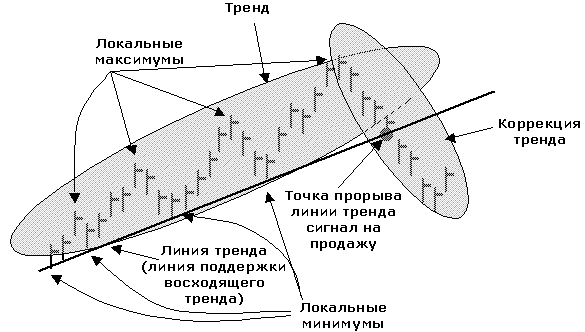 Тренд
Локальные
максимумы
Коррекция
тренда
Точка прорыва
линии тренда
сигнал на
продажу
Линия тренда
(линия поддержки
восходящего
тренда)
Локальные
минимумы